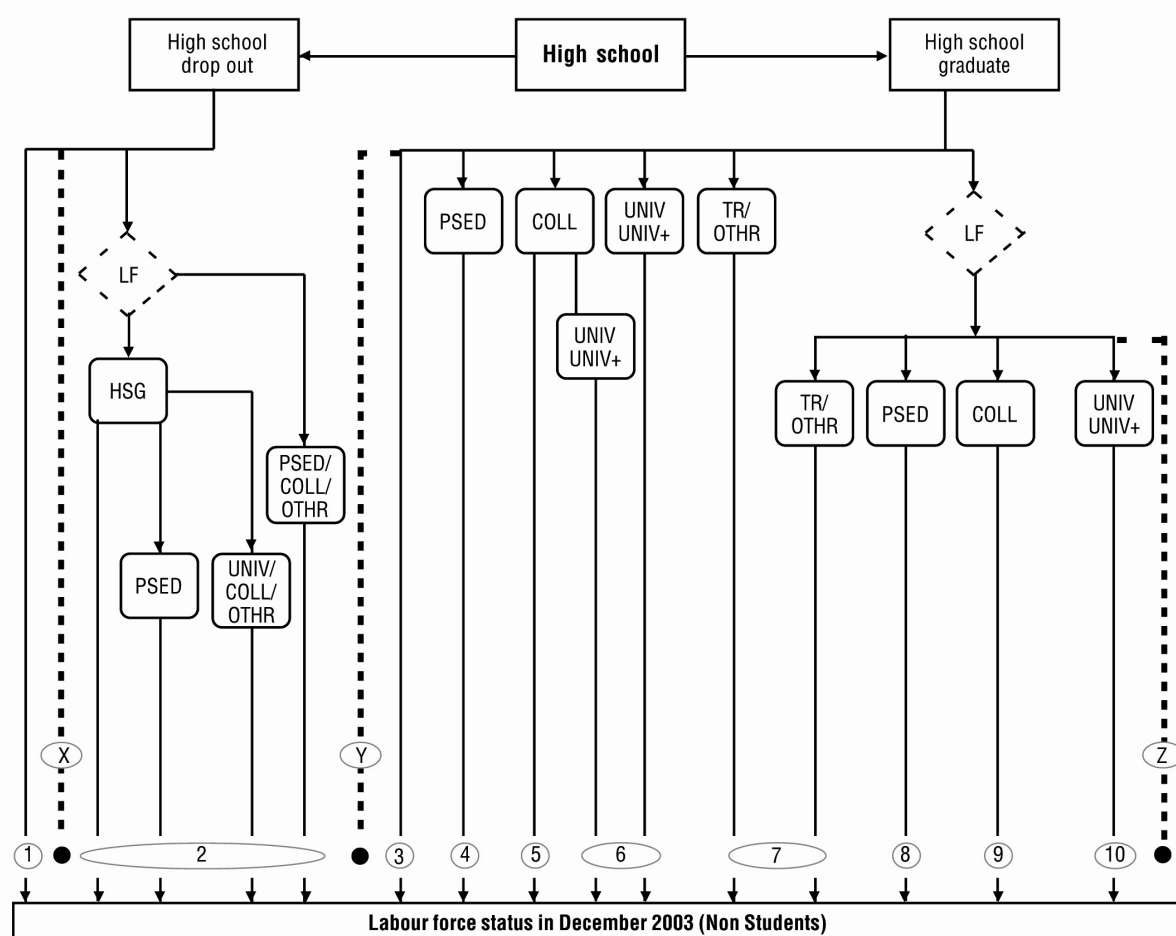 High school
drop out
High school
High school
graduate
PSED
COLL
UNIV
UNIV+
TR/
OTHR
LF
LF
UNIV
UNIV+
HSG
TR/
OTHR
PSED
COLL
UNIV
UNIV+
PSED/
COLL/
OTHR
PSED
UNIV/
COLL/
OTHR
X
Y
Z
1
2
3
4
5
6
7
8
9
10
Labour force status in December 2003 (Non Students)